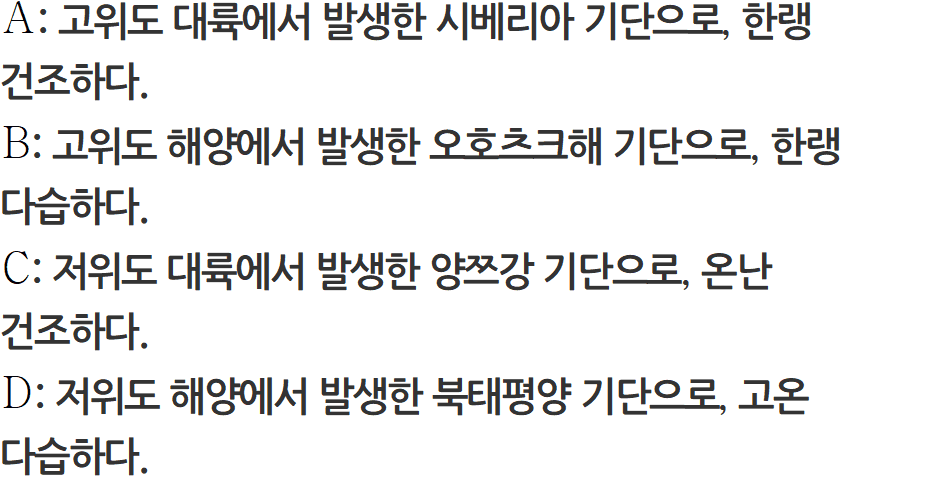 A: 고위도 대륙에서 발생한 시베리아 기단으로, 한랭
건조하다.
B: 고위도 해양에서 발생한 오호츠크해 기단으로, 한랭
다습하다.
C: 저위도 대륙에서 발생한 양쯔강 기단으로, 온난
건조하다.
D: 저위도 해양에서 발생한 북태평양 기단으로, 고온
다습하다.